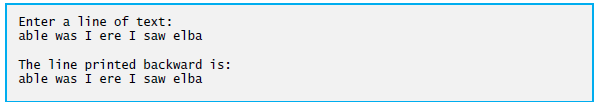 Enter a line of text:
able was I ere I saw elba
The line printed backward is:
able was I ere I saw elba